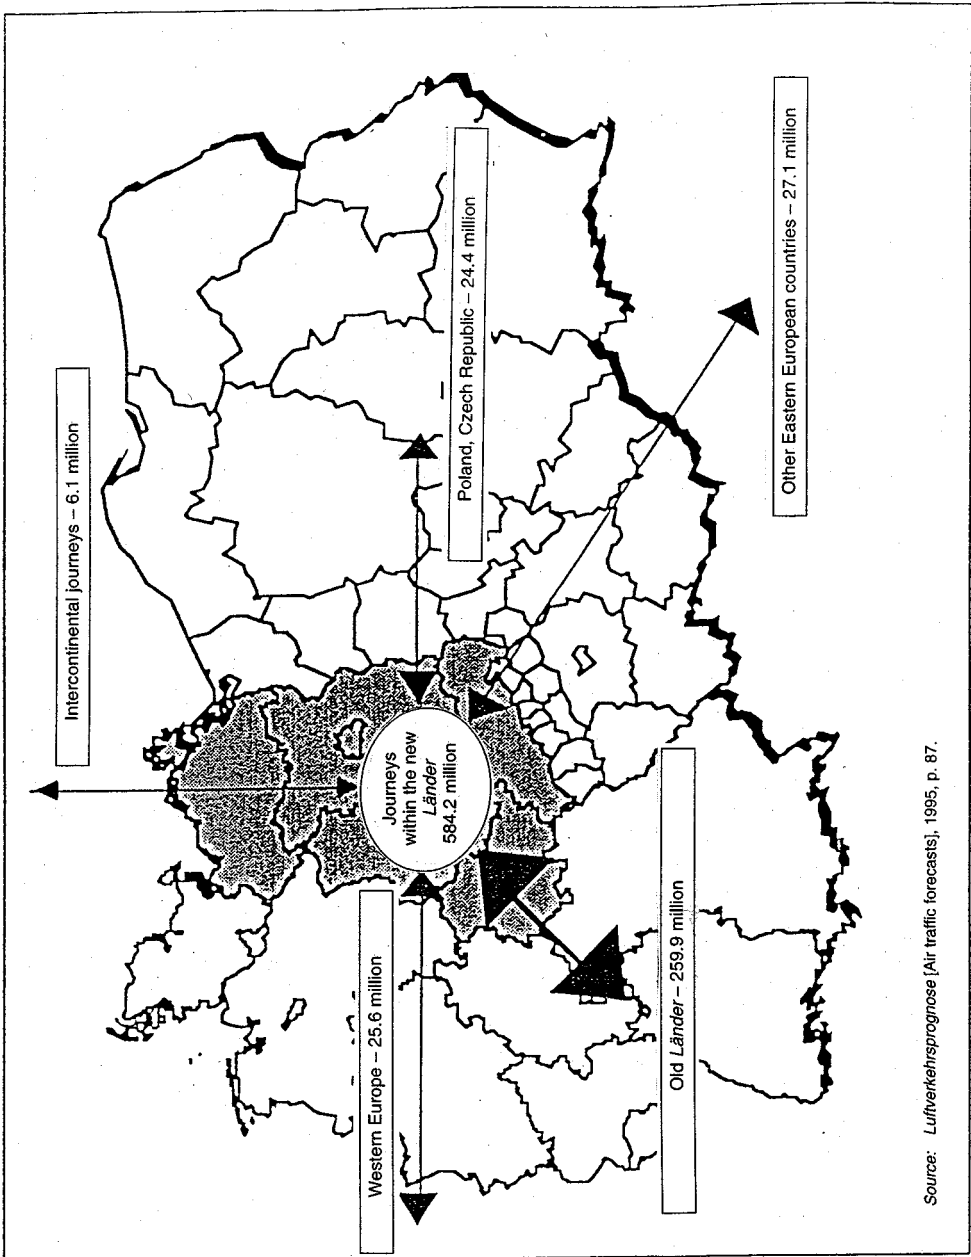 Intercontinental journeys – 6.1 million
Western Europe – 25.6 million
Journeys
within the new
Länder
584.2 million
Poland, Czech Republic – 24.4 million
Old Länder – 259.9 million
Other Eastern European countries – 27.1 million
Source: Luftverkehrsprognose [Air traffic forecasts], 1995, p. 87.